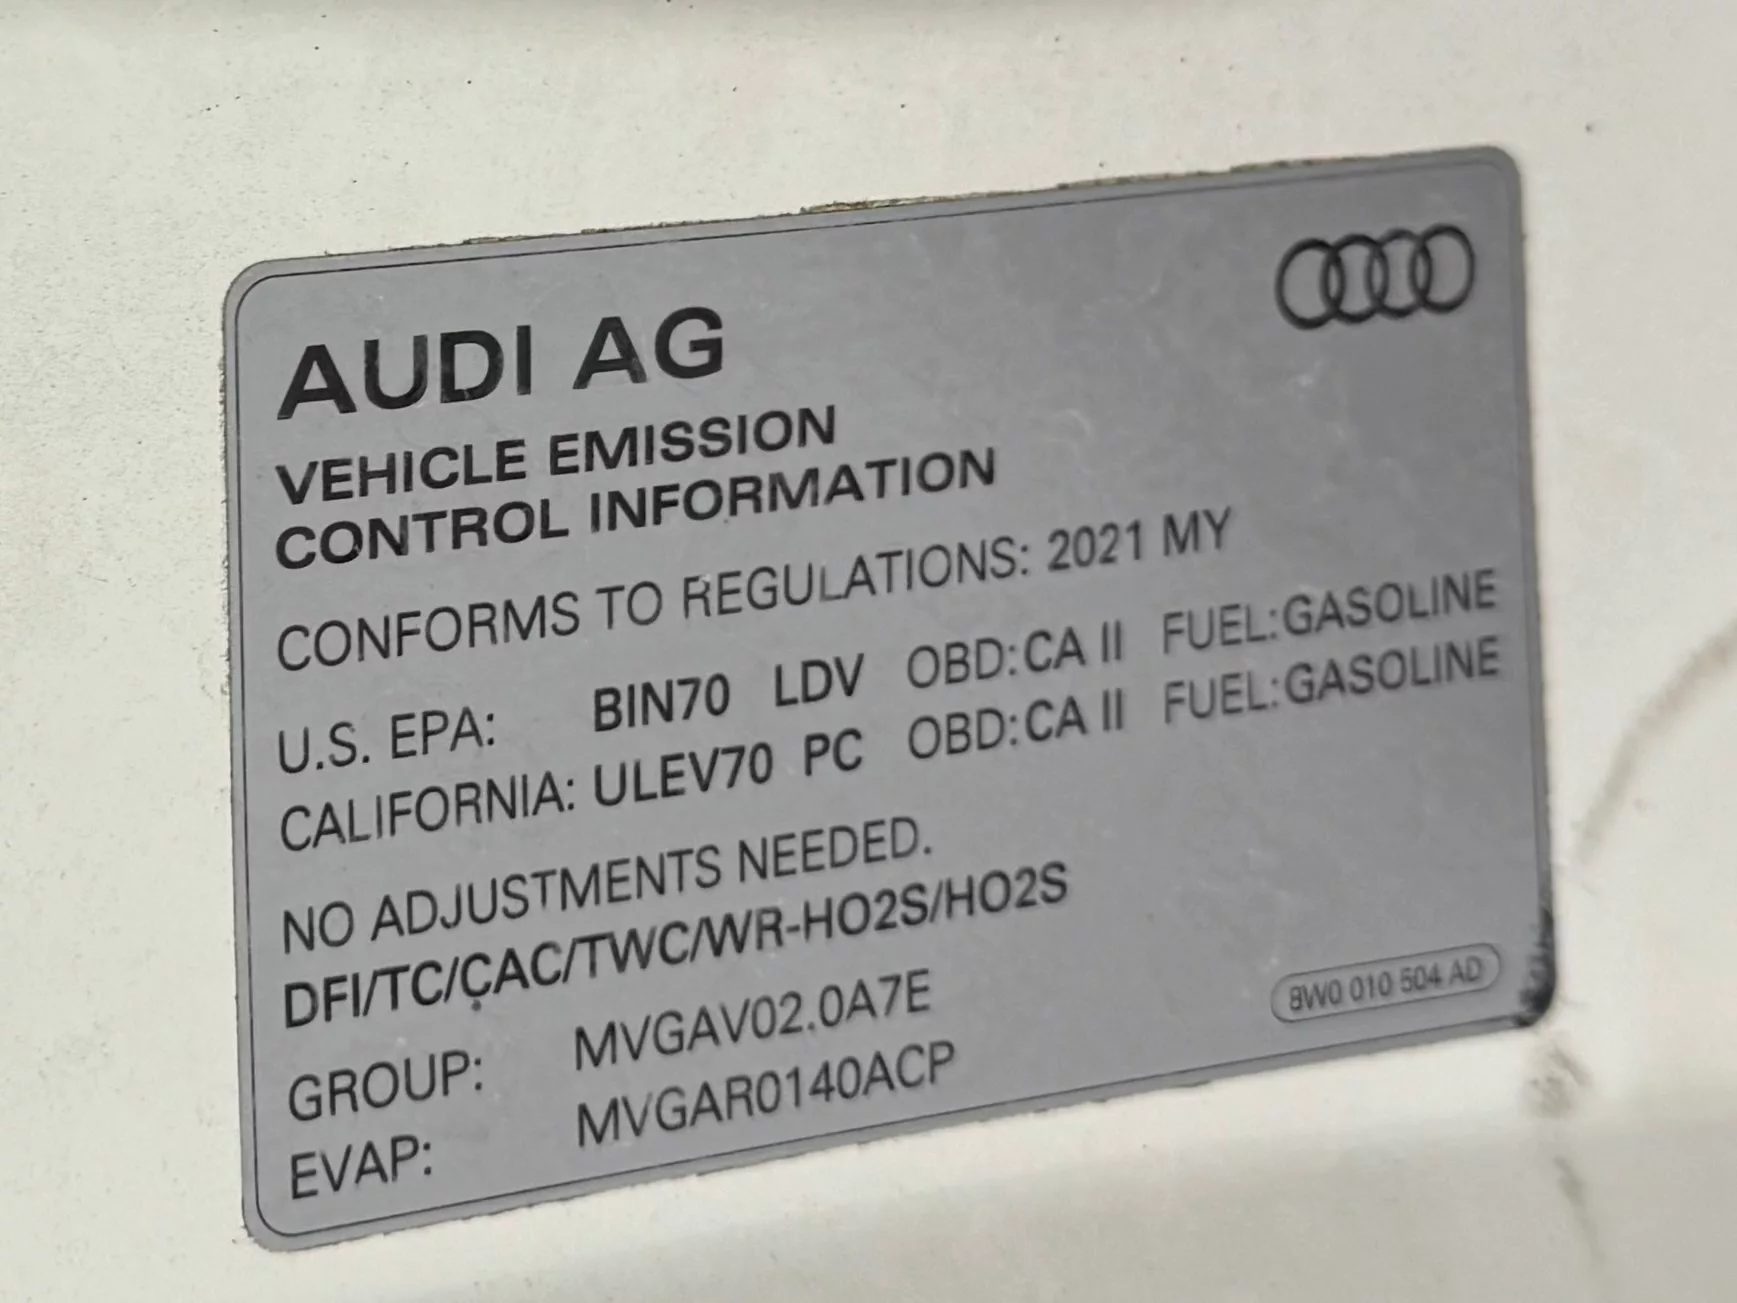 AUDI AG
VEHICLE EMISSION
CONTROL INFORMATION
CONFORMS TO REGULATIONS: 2021 MY
U.S. EPA: BIN70 LDV OBD:CA II FUEL:GASOLINE
CALIFORNIA: ULEV70 PC OBD:CA II FUEL:GASOLINE
NO ADJUSTMENTS NEEDED.
DFI/TC/CAC/TWC/WR-HO2S/HO2S
GROUP: MVGAV02.0A7E
EVAP: MVGAR0140ACP
8W0 010 504 AD